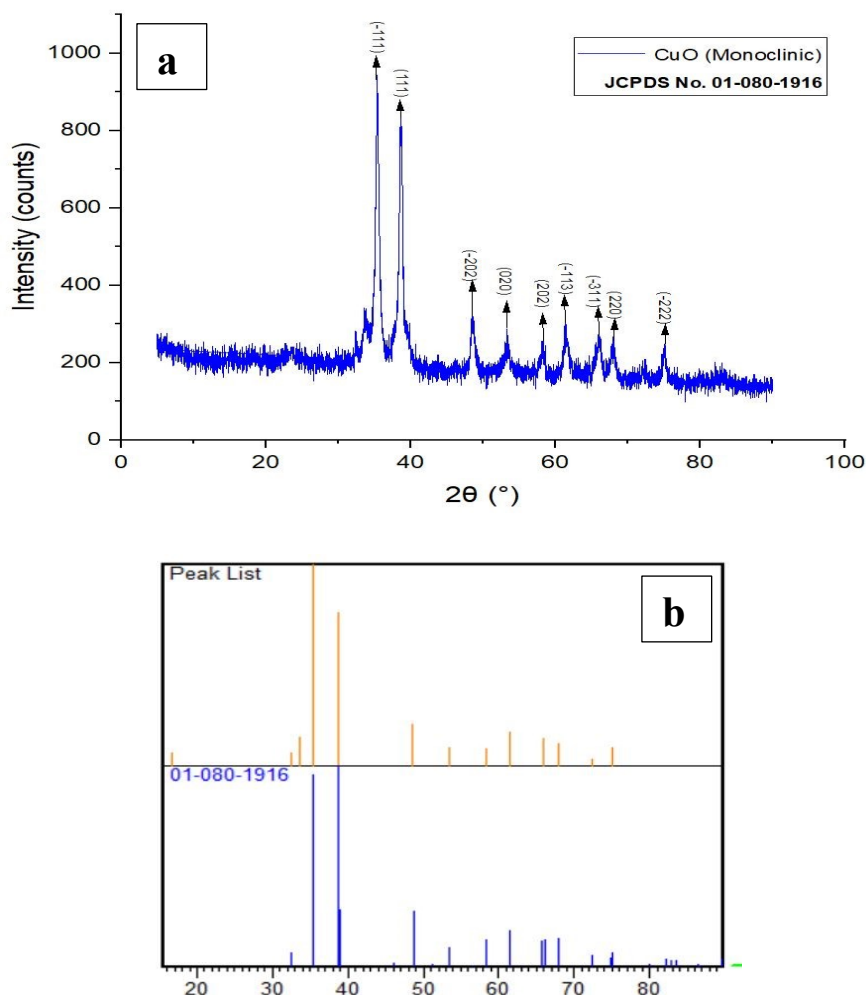 a
CuO (Monoclinic)
JCPDS No. 01-080-1916
(-111)
(111)
(-202)
(020)
(202)
(-113)
(-311)
(220)
(-222)
Intensity (counts)
1000
800
600
400
200
0
0 20 40 60 80 100
2θ (°)
Peak List
b
01-080-1916
20 30 40 50 60 70 80